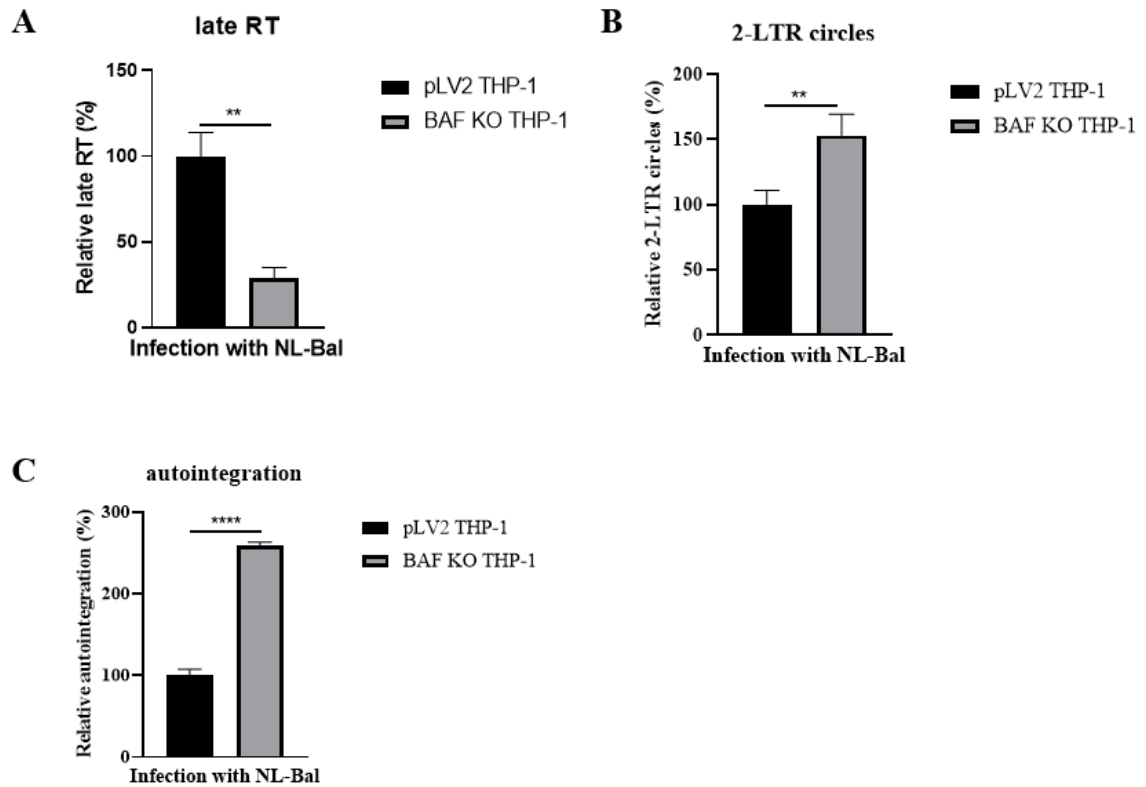 A
late RT
Relative late RT (%)
150
100
50
0
**
Infection with NL-Bal
pLV2 THP-1
BAF KO THP-1
B
2-LTR circles
Relative 2-LTR circles (%)
200
150
100
50
0
**
Infection with NL-Bal
pLV2 THP-1
BAF KO THP-1
C
autointegration
Relative autointegration (%)
300
200
100
0
****
Infection with NL-Bal
pLV2 THP-1
BAF KO THP-1